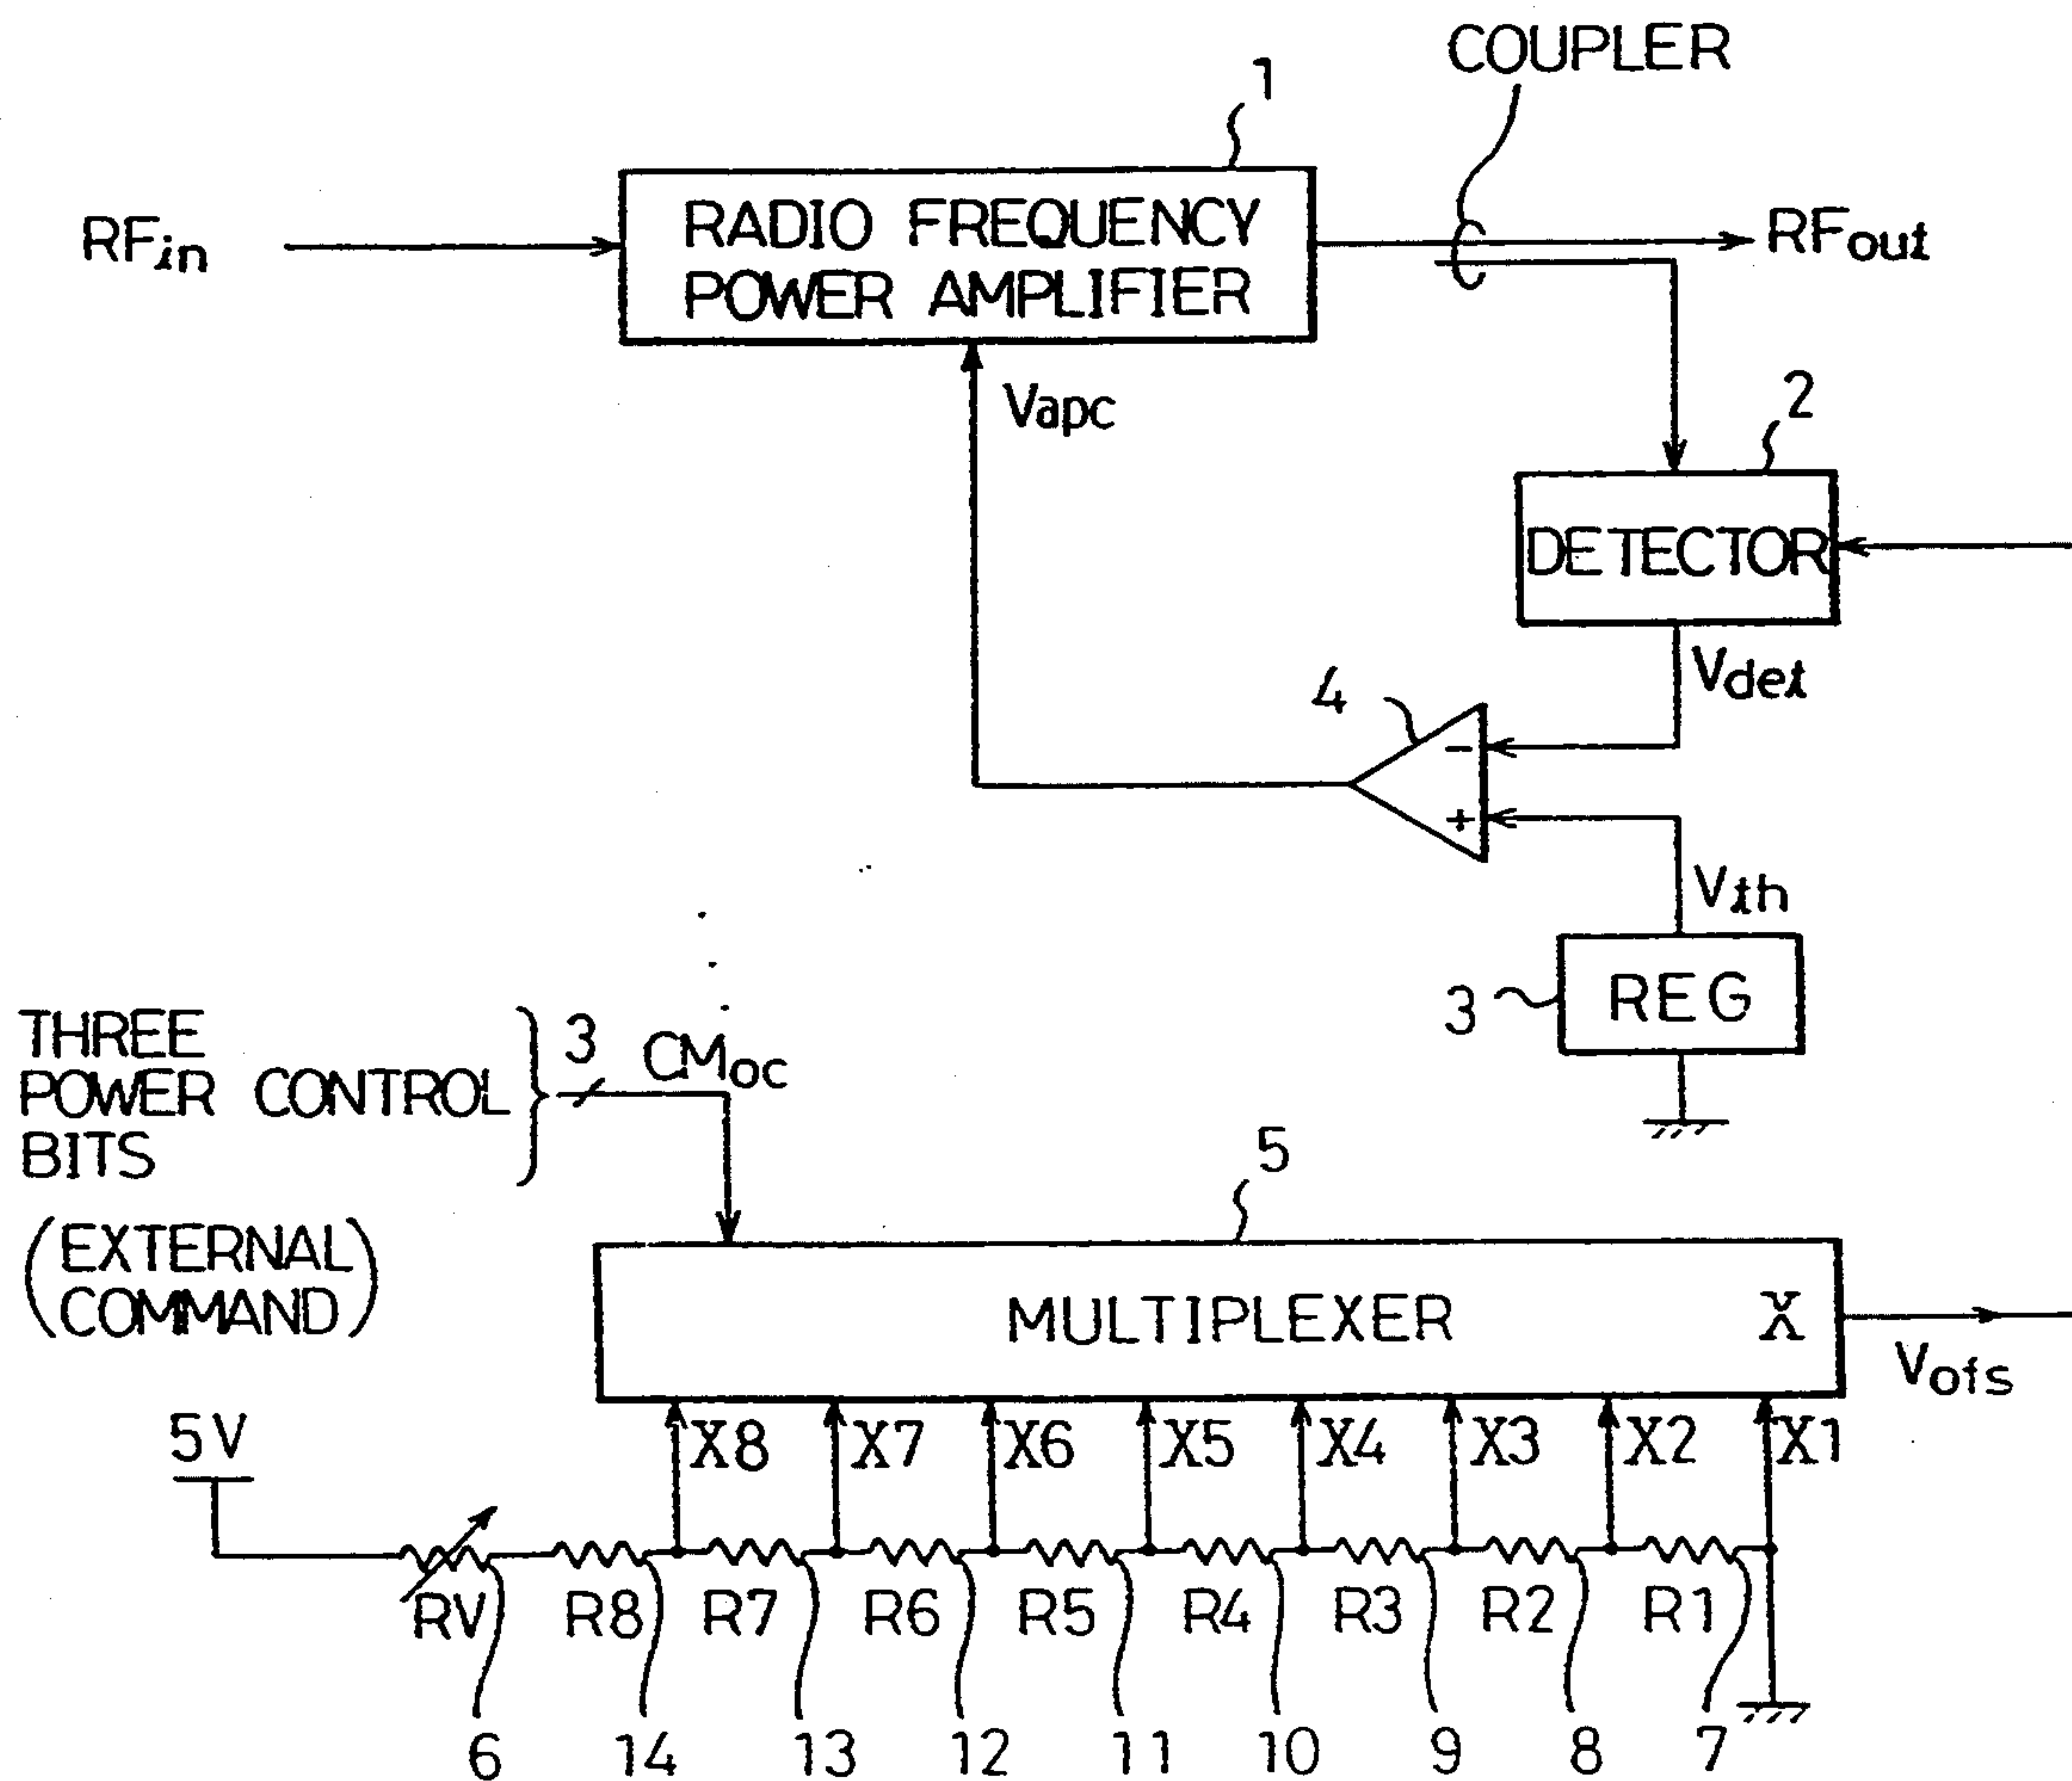 COUPLER
1
RFin
RADIO FREQUENCY
POWER AMPLIFIER
RFout
Vapc
2
DETECTOR
Vdet
4
−
+
Vth
3
REG
THREE
POWER CONTROL
BITS
(EXTERNAL
COMMAND)
3
CMoc
5
MULTIPLEXER
X
Vofs
5V
X8 X7 X6 X5 X4 X3 X2 X1
RV R8 R7 R6 R5 R4 R3 R2 R1
6 14 13 12 11 10 9 8 7